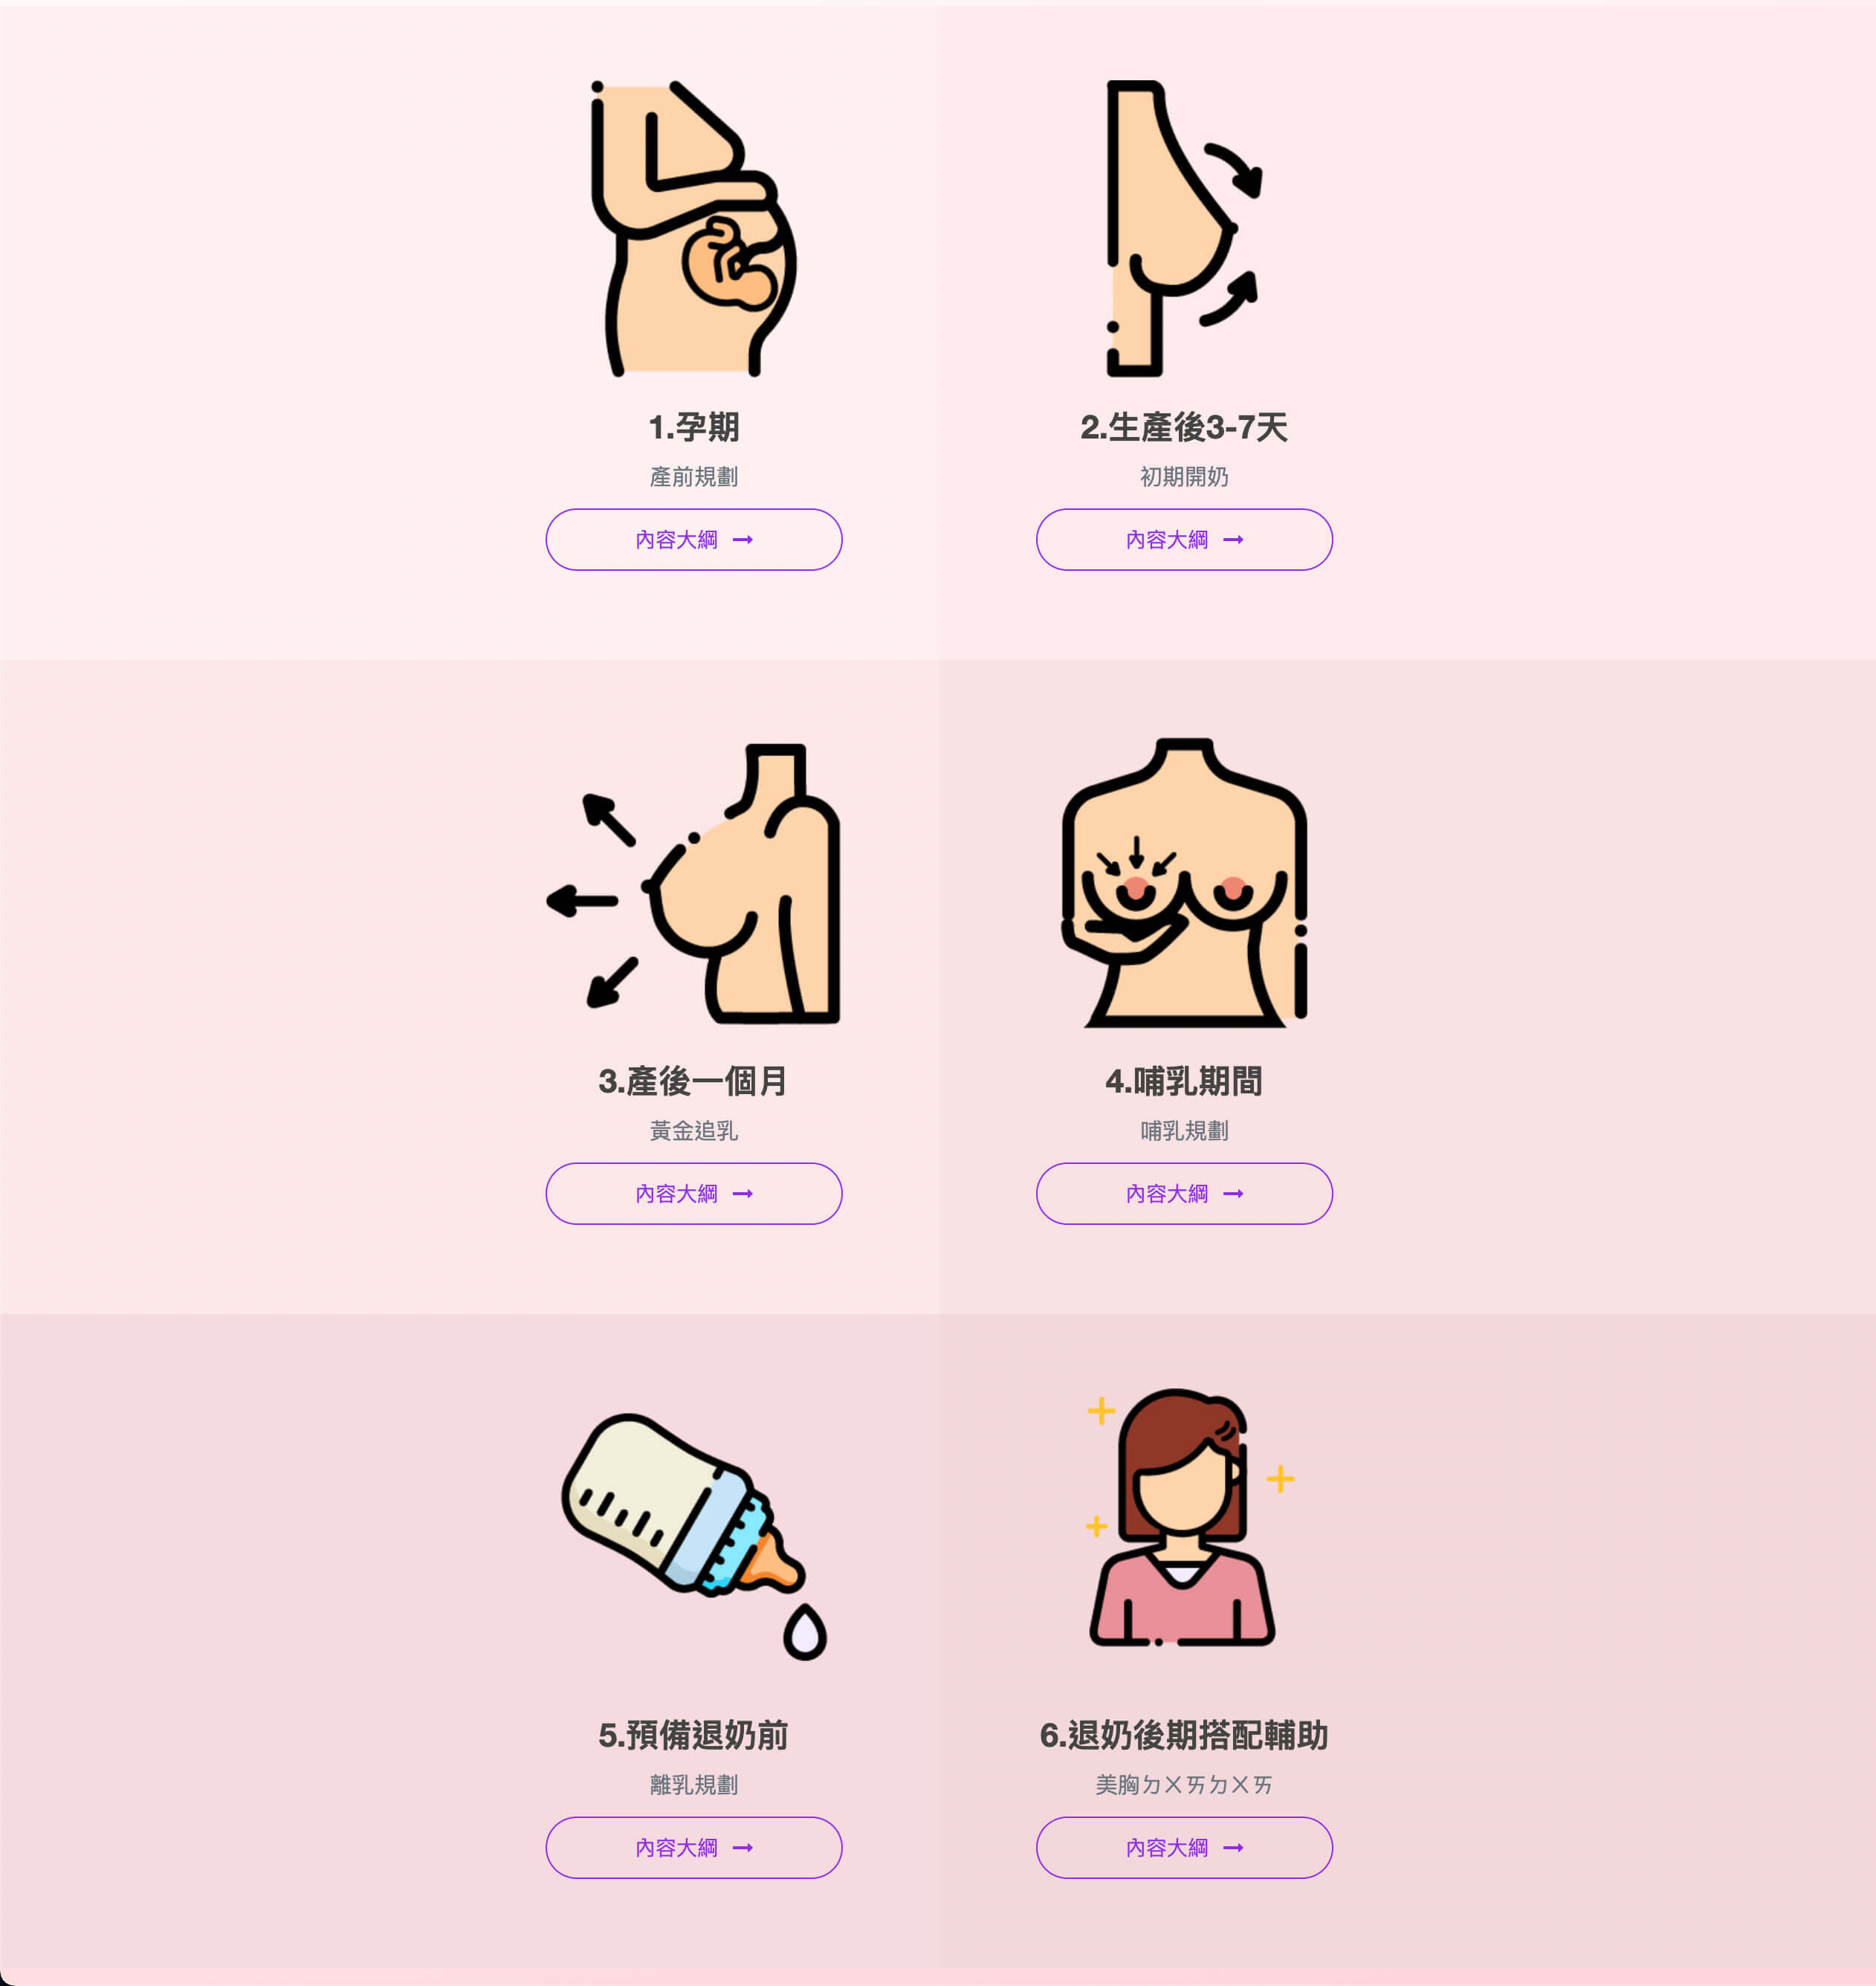 1.孕期
產前規劃
內容大綱 →
2.生產後3-7天
初期開奶
內容大綱 →
3.產後一個月
黃金追乳
內容大綱 →
4.哺乳期間
哺乳規劃
內容大綱 →
5.預備退奶前
離乳規劃
內容大綱 →
6.退奶後期搭配輔助
美胸ㄉㄨㄞㄉㄨㄞ
內容大綱 →